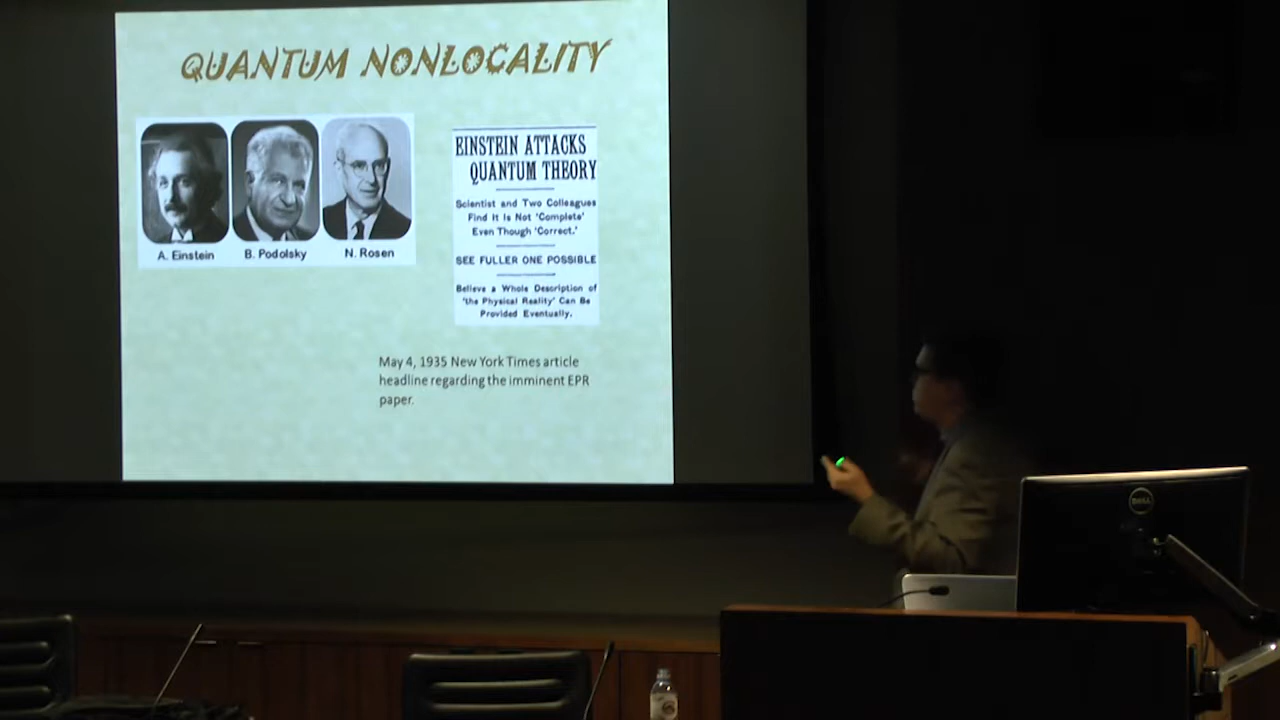 QUANTUM NONLOCALITY
A. Einstein B. Podolsky N. Rosen
EINSTEIN ATTACKS
QUANTUM THEORY
Scientist and Two Colleagues
Find It Is Not 'Complete'
Even Though 'Correct.'
SEE FULLER ONE POSSIBLE
Believe a Whole Description of
'the Physical Reality' Can Be
Provided Eventually.
May 4, 1935 New York Times article
headline regarding the imminent EPR
paper.
DELL